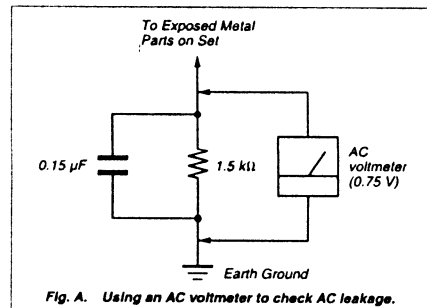 To Exposed Metal
Parts on Set
0.15 µF
1.5 kΩ
AC
voltmeter
(0.75 V)
Earth Ground
Fig. A. Using an AC voltmeter to check AC leakage.